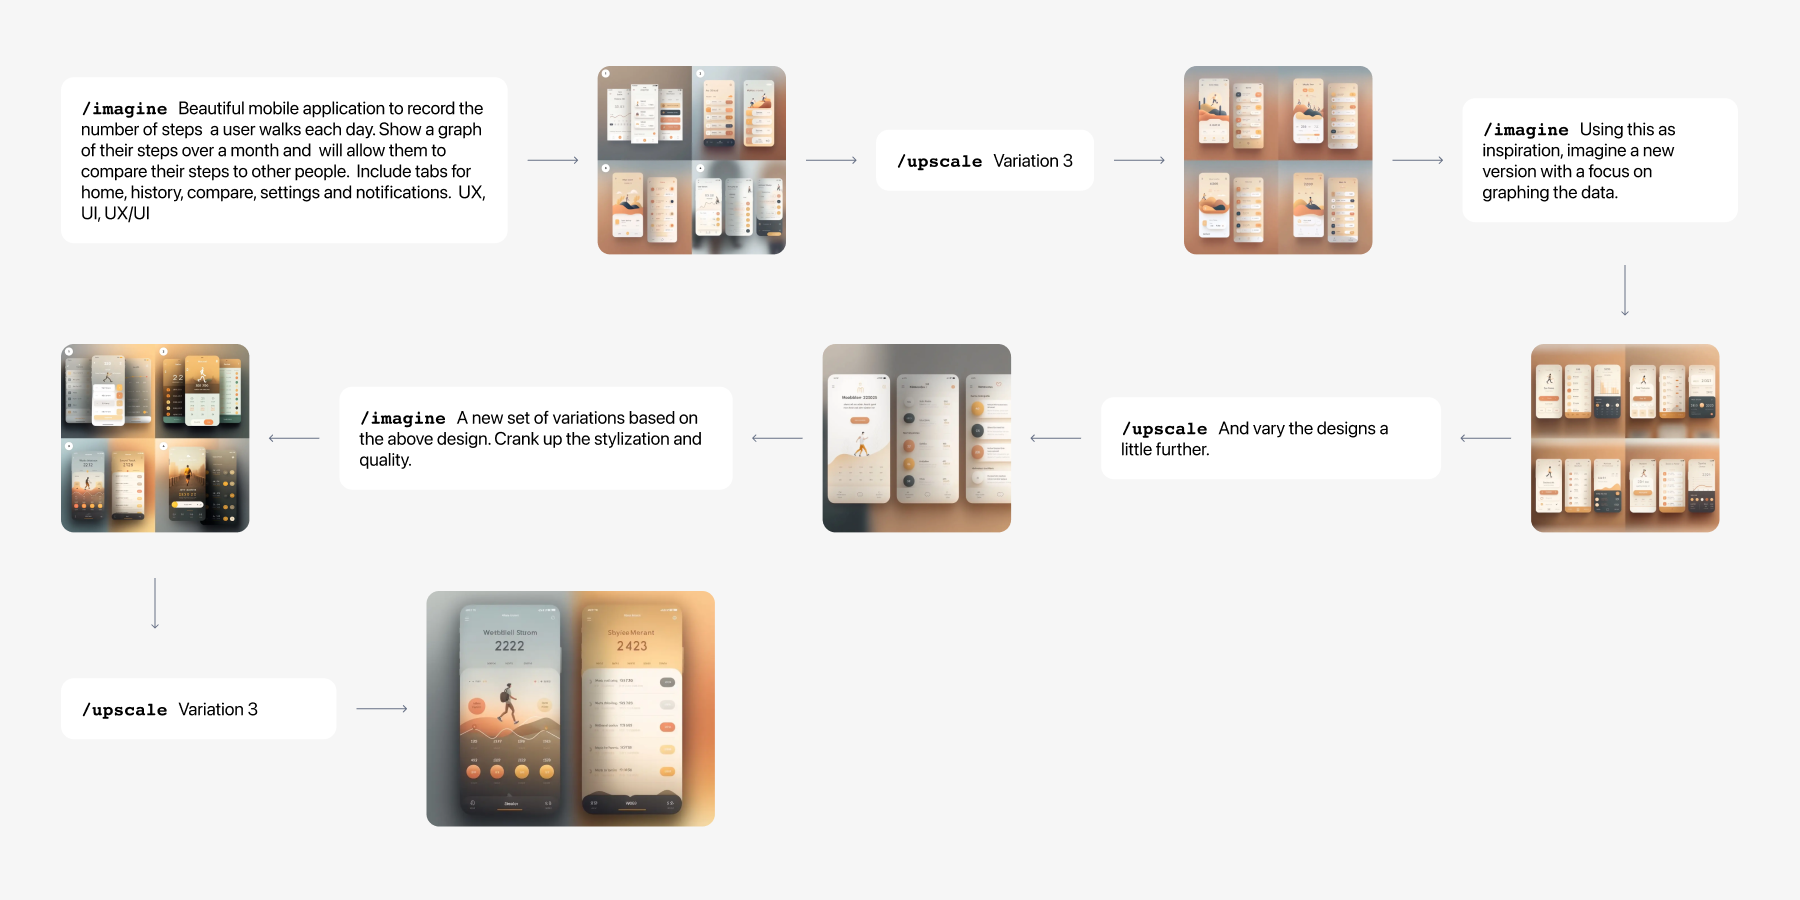 /imagine Beautiful mobile application to record the
number of steps a user walks each day. Show a graph
of their steps over a month and will allow them to
compare their steps to other people. Include tabs for
home, history, compare, settings and notifications. UX,
UI, UX/UI
/upscale Variation 3
/imagine Using this as
inspiration, imagine a new
version with a focus on
graphing the data.
/upscale And vary the designs a
little further.
/imagine A new set of variations based on
the above design. Crank up the stylization and
quality.
/upscale Variation 3
2222
2423